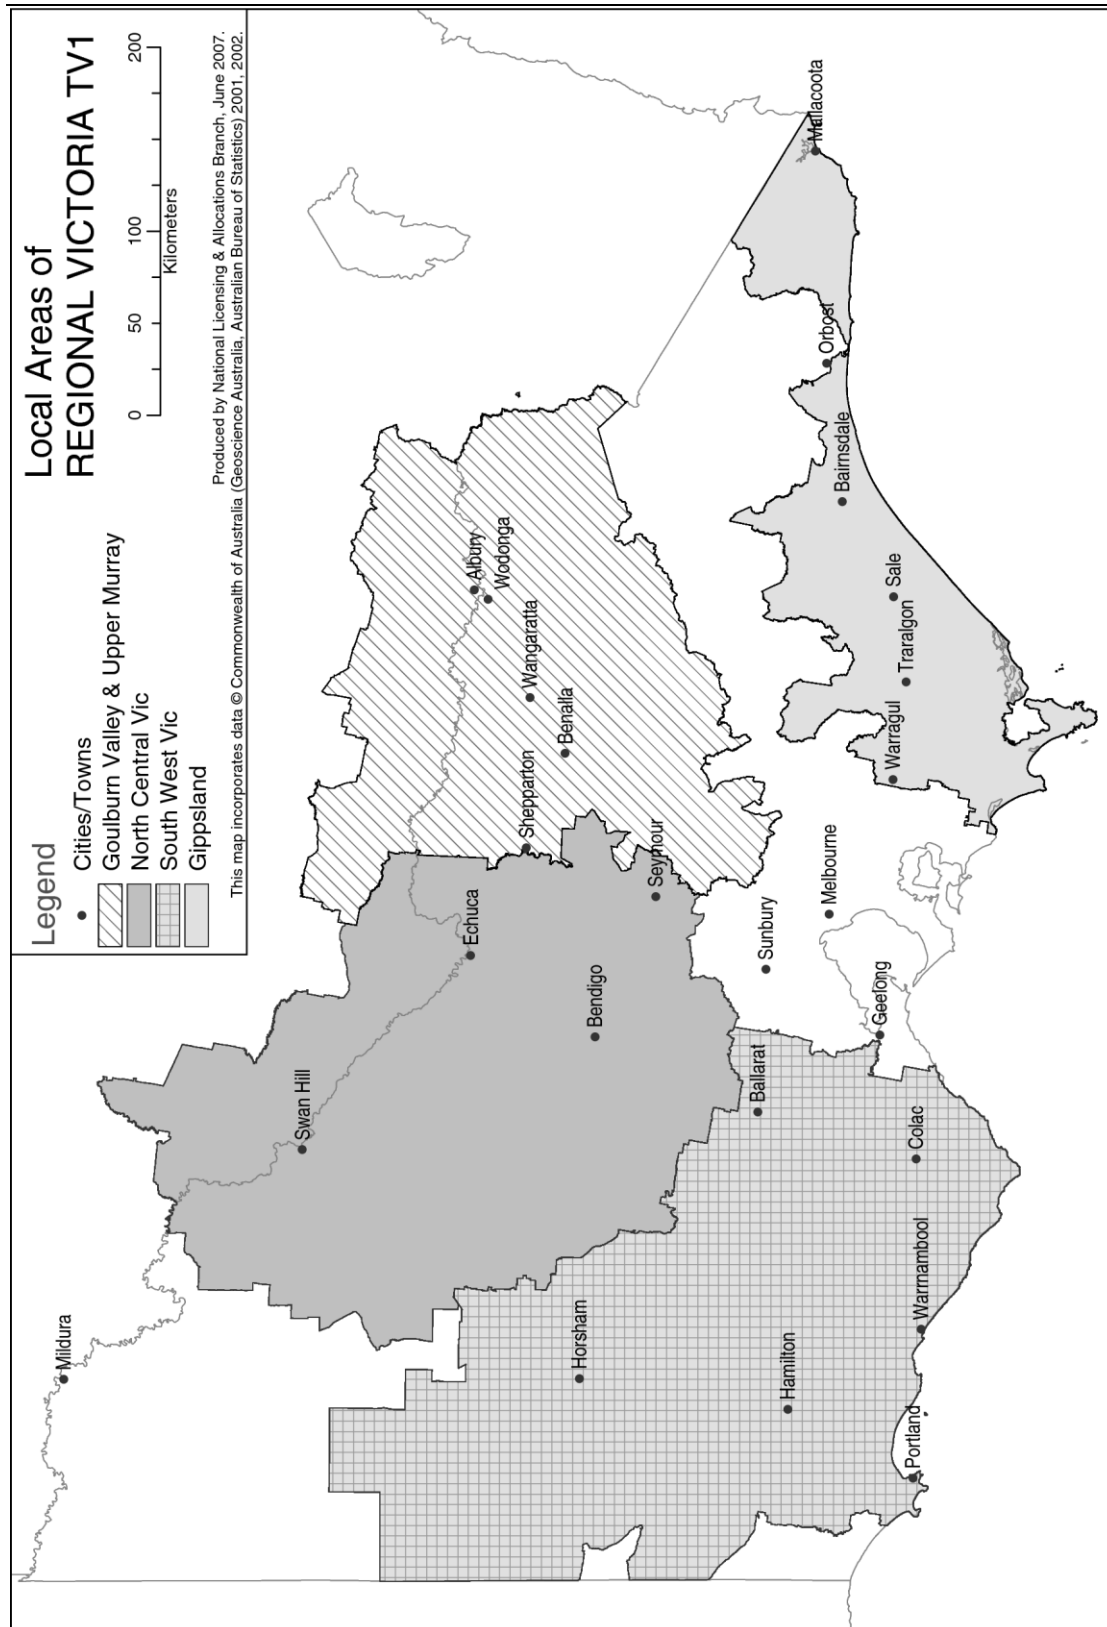 Local Areas of
REGIONAL VICTORIA TV1
0 50 100 200
Kilometers
Legend
Cities/Towns
Goulburn Valley & Upper Murray
North Central Vic
South West Vic
Gippsland
Produced by National Licensing & Allocations Branch, June 2007.
This map incorporates data © Commonwealth of Australia (Geoscience Australia, Australian Bureau of Statistics) 2001, 2002.
Mildura
Swan Hill
Echuca
Albury
Wodonga
Shepparton
Wangaratta
Benalla
Horsham
Bendigo
Seymour
Ballarat
Sunbury
Hamilton
Melbourne
Orbost
Mallacoota
Bairnsdale
Geelong
Warragul
Traralgon
Sale
Portland
Warrnambool
Colac